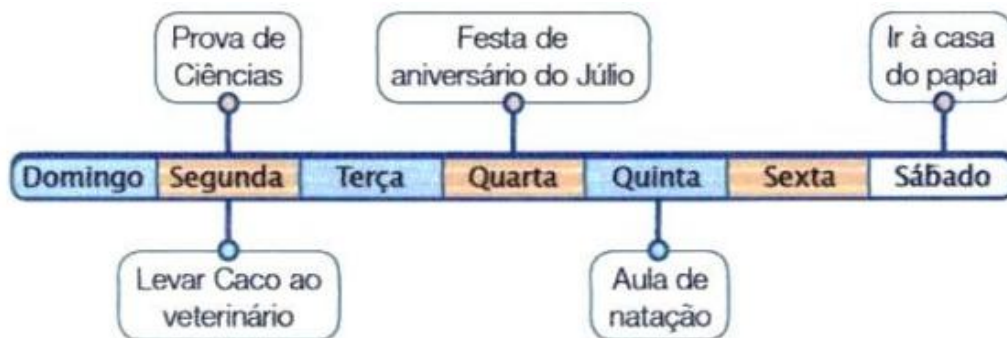 Prova de
Ciências
Festa de
aniversário do Júlio
Ir à casa
do papai
Domingo Segunda Terça Quarta Quinta Sexta Sábado
Levar Caco ao
veterinário
Aula de
natação